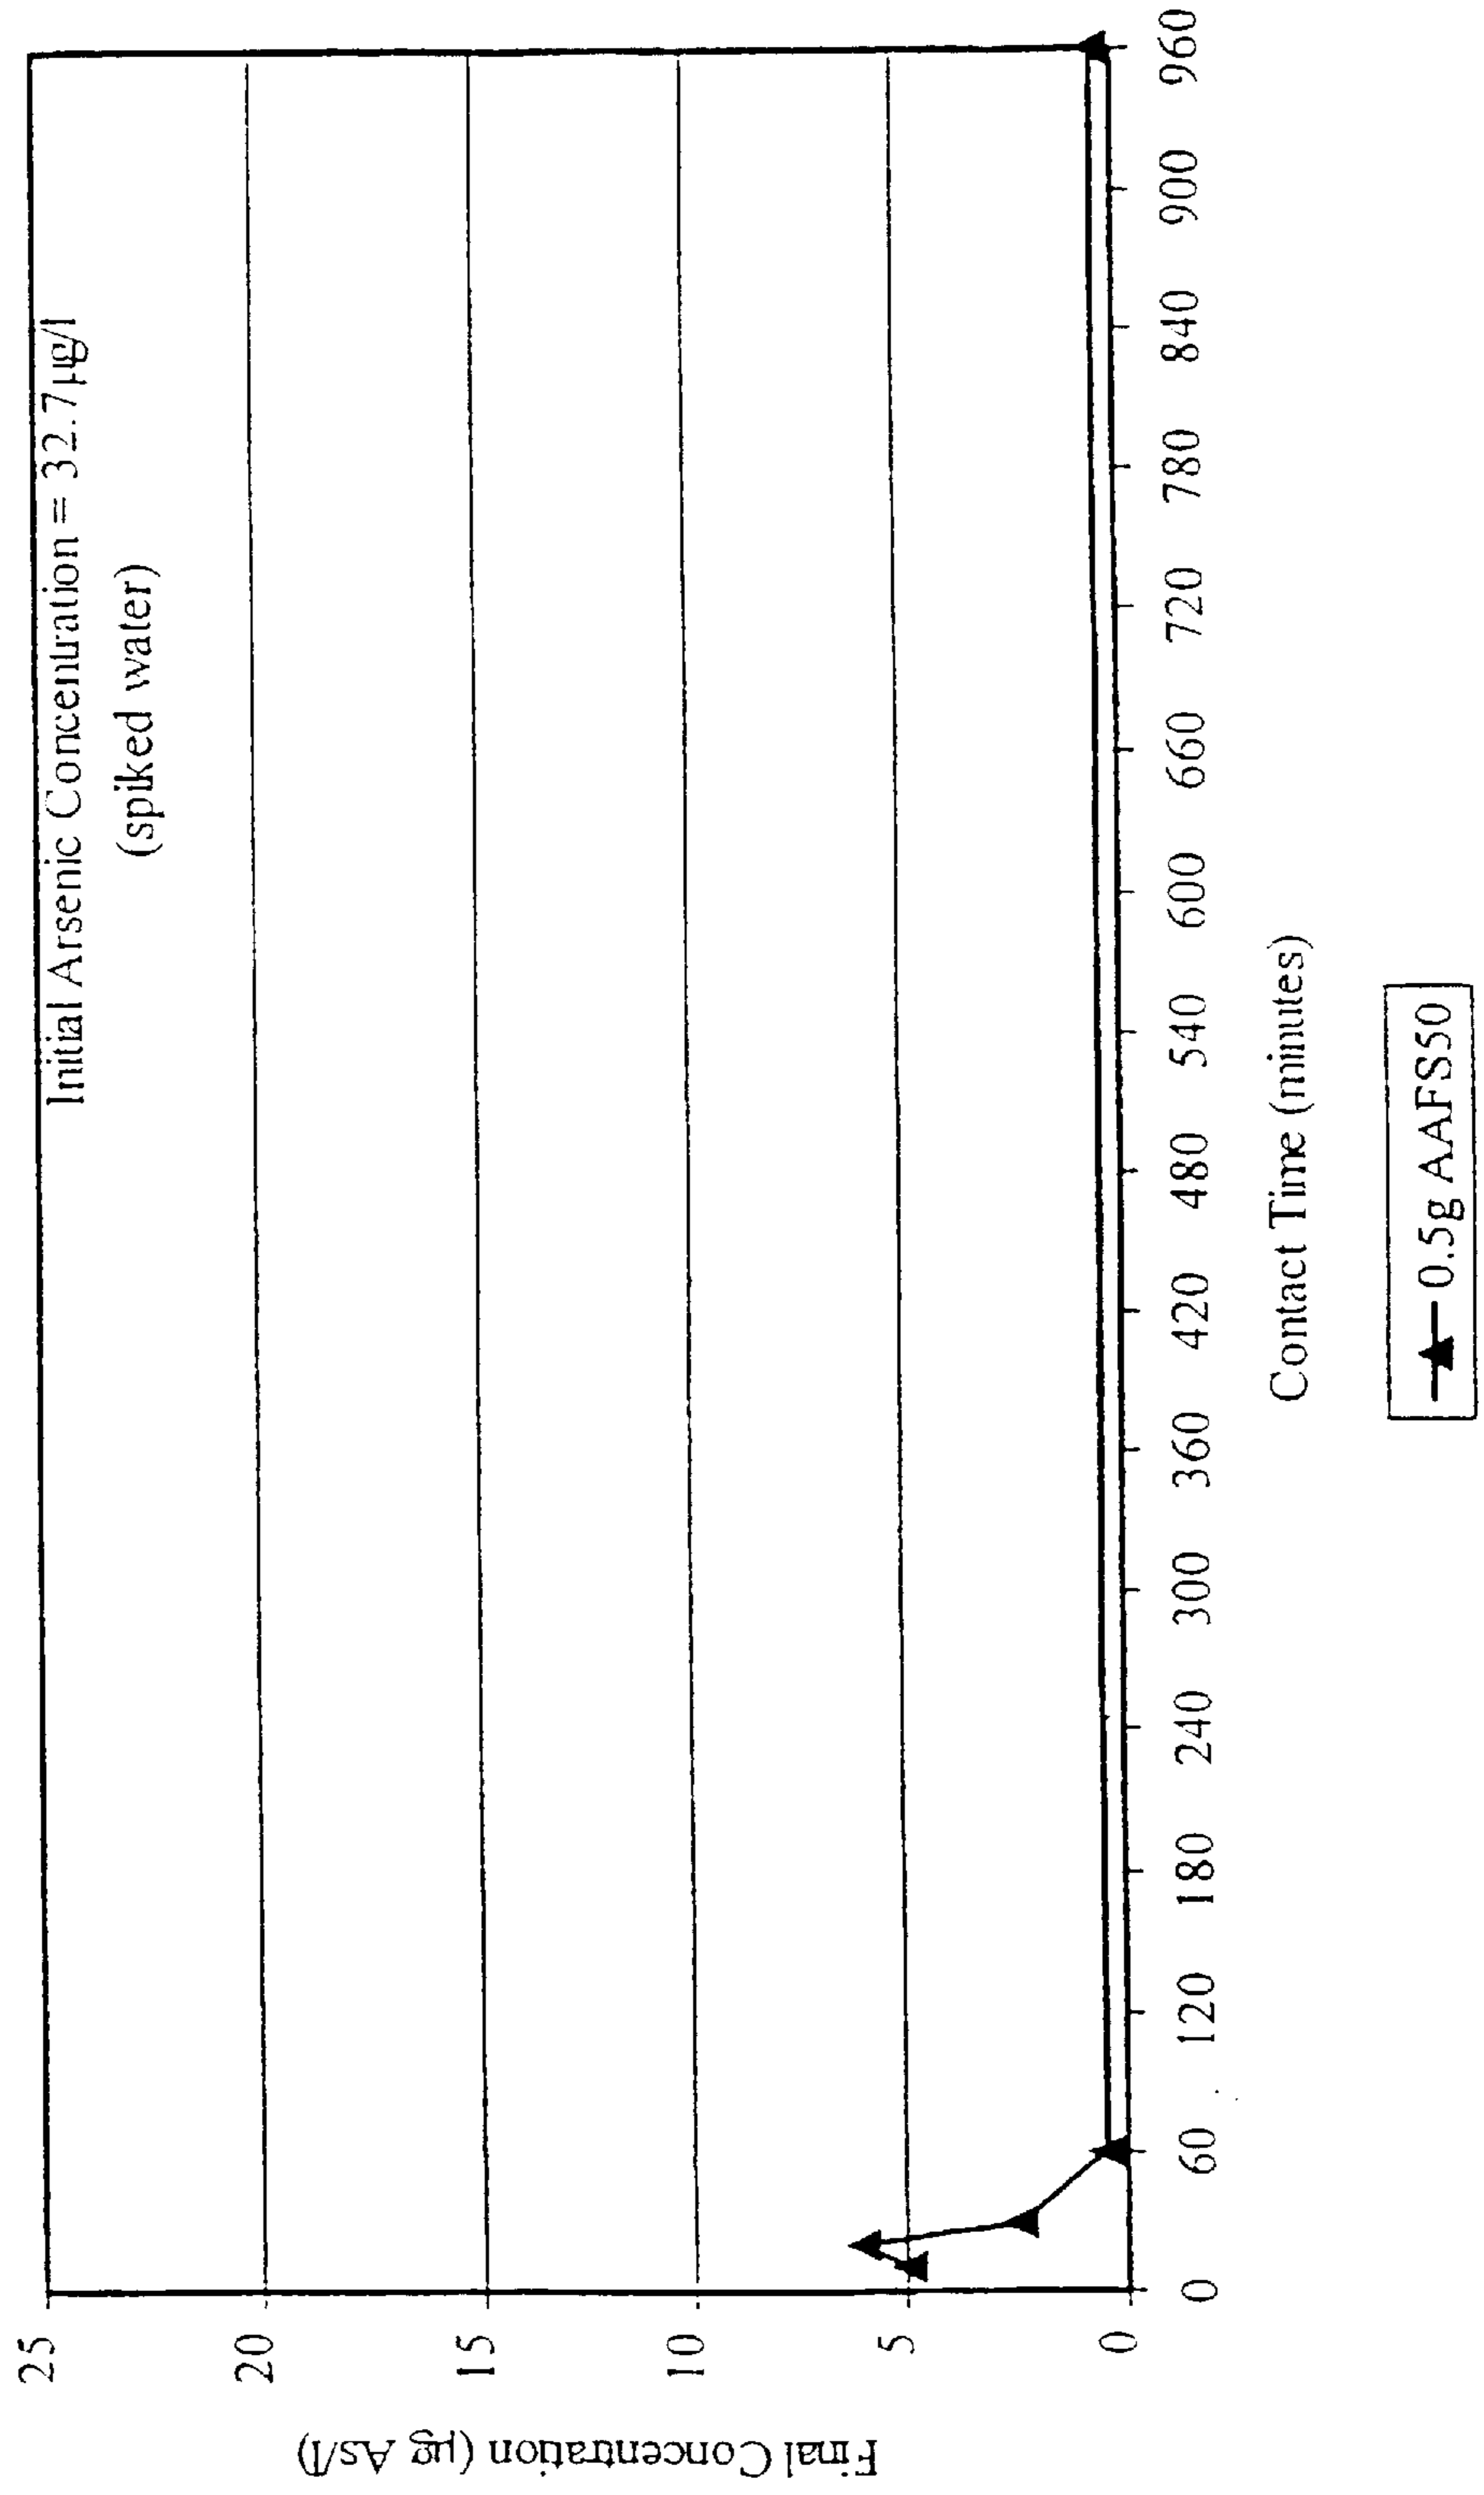 Initial Arsenic Concentration = 32.7µg/l
(spiked water)
25
20
15
10
5
0
Final Concentration (µg As/l)
0 60 120 180 240 300 360 420 480 540 600 660 720 780 840 900 960
Contact Time (minutes)
0.5g AAFS50